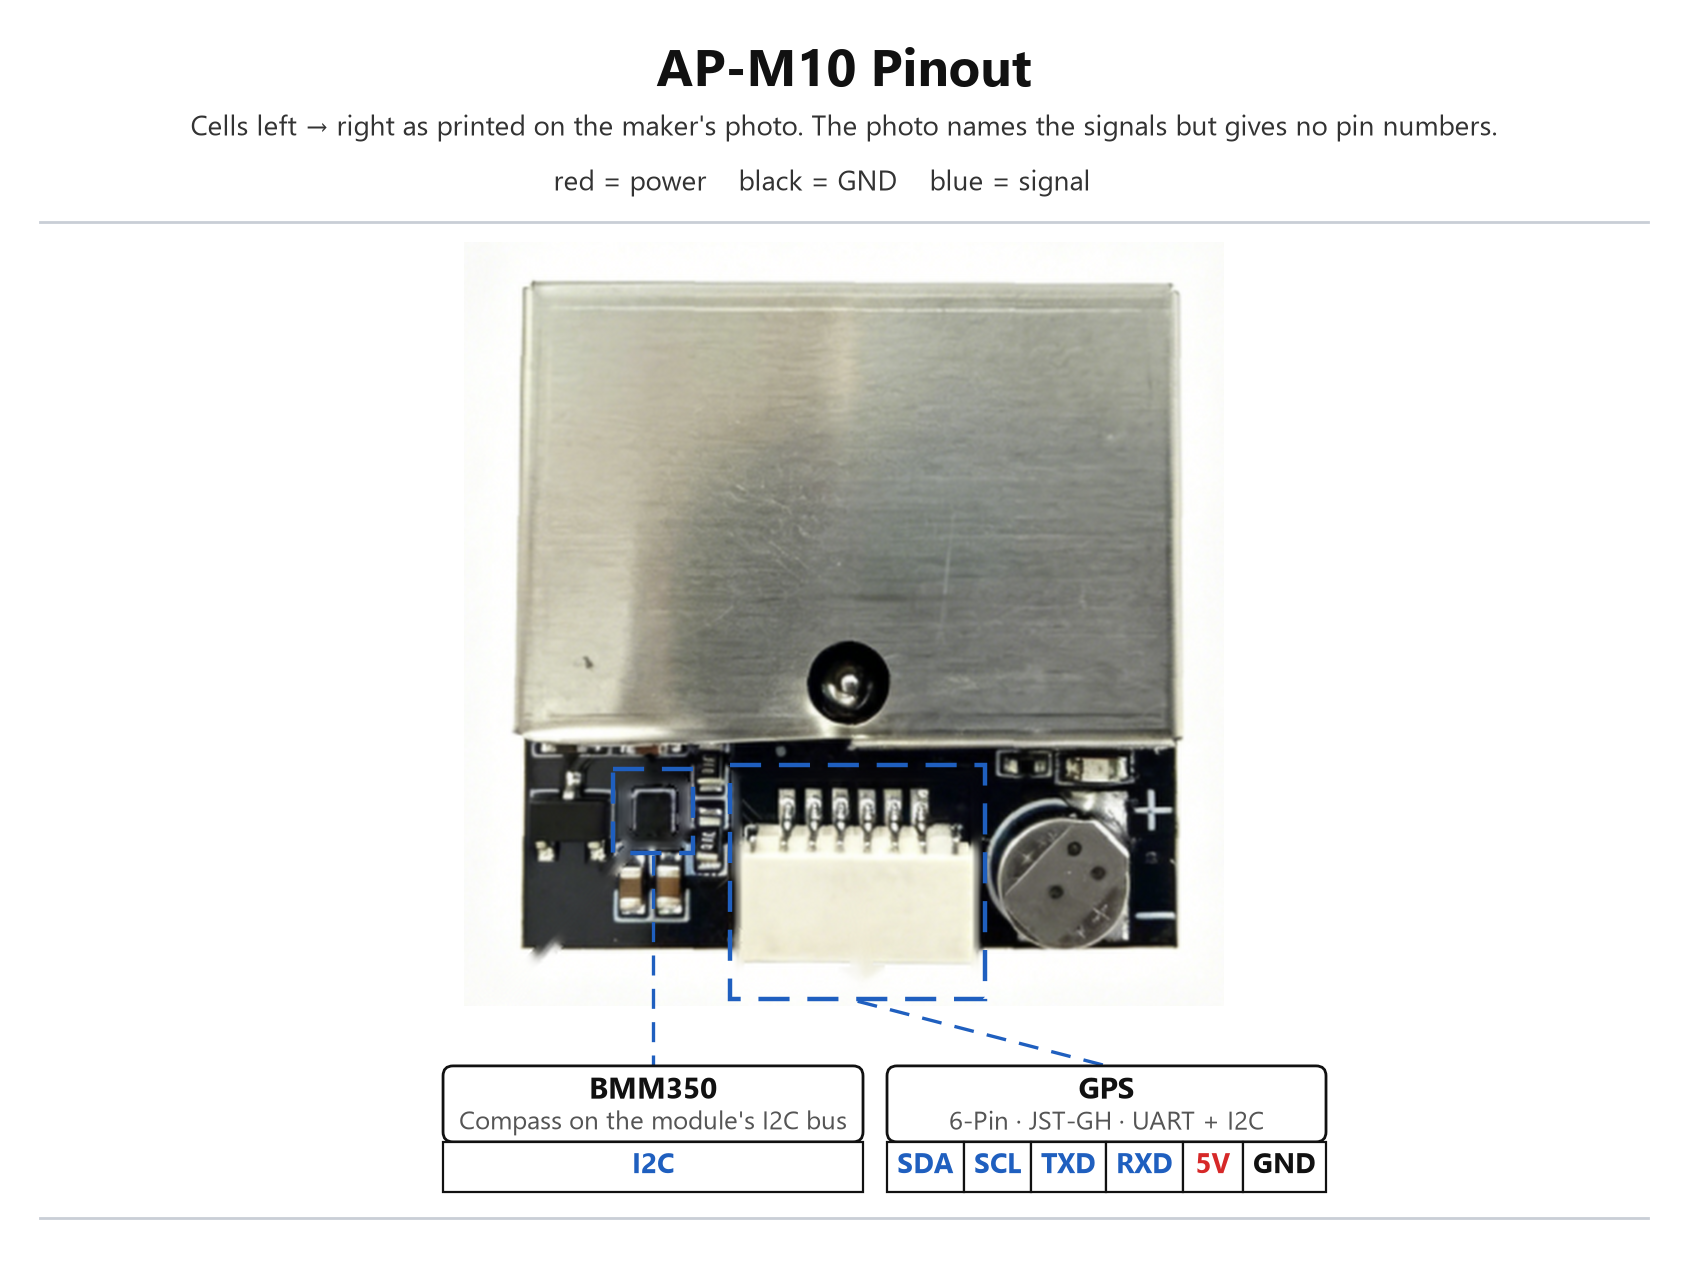 AP-M10 Pinout
Cells left → right as printed on the maker's photo. The photo names the signals but gives no pin numbers.
red = power black = GND blue = signal
+
−
BMM350
Compass on the module's I2C bus
I2C
GPS
6-Pin · JST-GH · UART + I2C
SDA SCL TXD RXD 5V GND